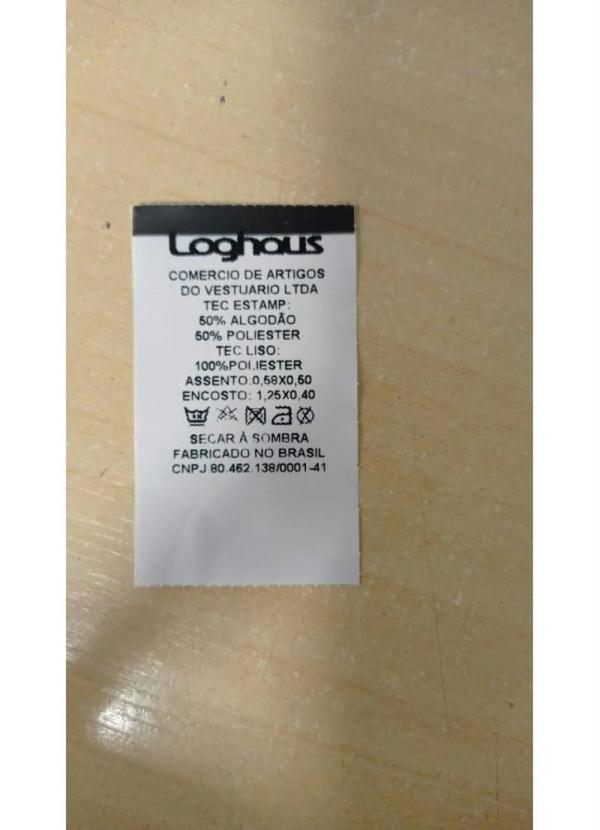 Loghaus
COMERCIO DE ARTIGOS
DO VESTUARIO LTDA
TEC ESTAMP:
50% ALGODÃO
50% POLIESTER
TEC LISO:
100%POLIESTER
ASSENTO:0,58X0,50
ENCOSTO: 1,25X0,40
SECAR À SOMBRA
FABRICADO NO BRASIL
CNPJ 80.462.138/0001-41